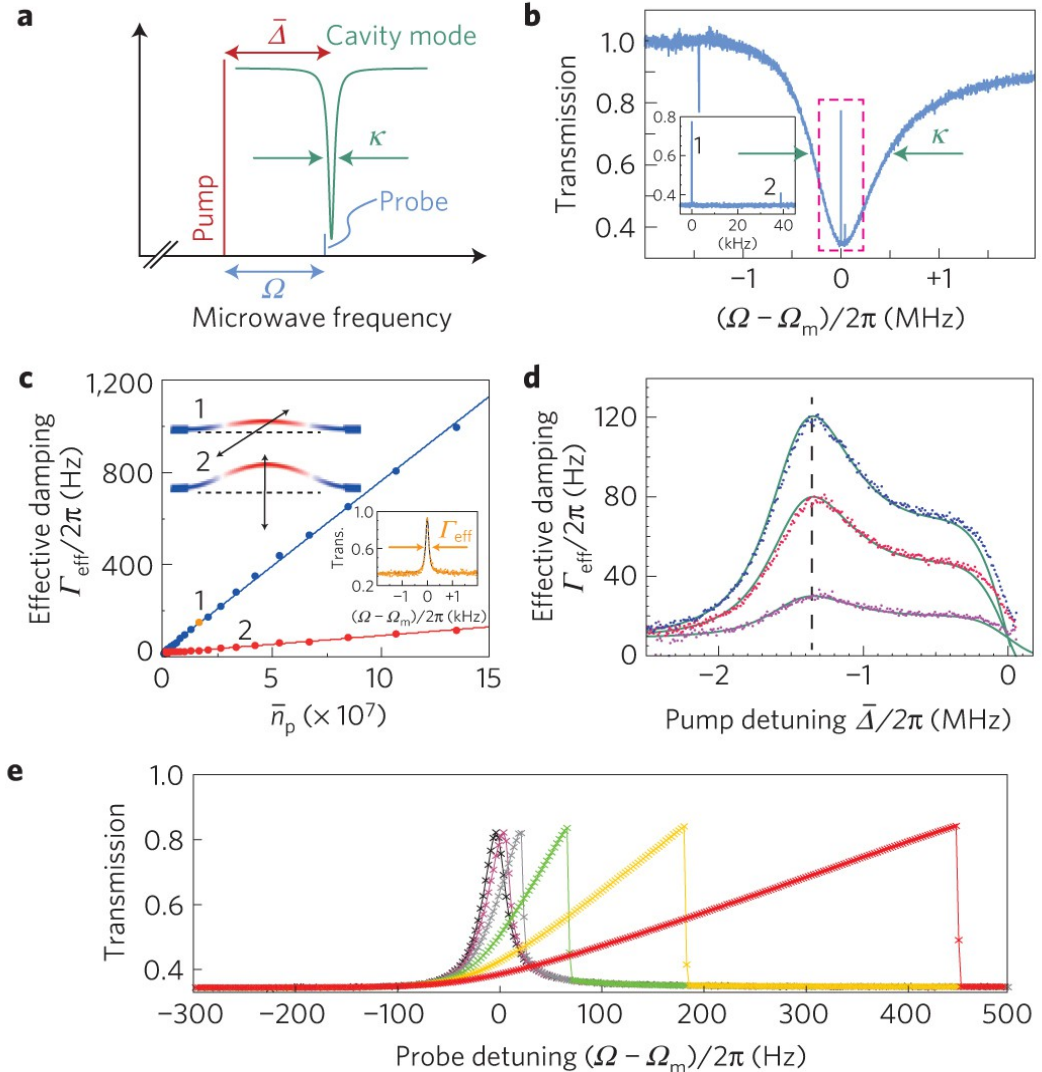 a
Δ̄
Cavity mode
κ
Pump
Probe
Ω
Microwave frequency
b
Transmission
1.0
0.8
0.6
0.4
κ
0.8
0.4
1
2
0 20 40
(kHz)
−1 0 +1
(Ω − Ωm)/2π (MHz)
c
Effective damping
Γeff/2π (Hz)
1,200
800
400
0
1
2
1
2
Trans.
1.0
0.6
0.2
Γeff
−1 0 +1
(Ω − Ωm)/2π (kHz)
0 5 10 15
n̄p (× 10⁷)
d
Effective damping
Γeff/2π (Hz)
120
80
40
0
−2 −1 0
Pump detuning Δ̄/2π (MHz)
e
Transmission
1.0
0.8
0.6
0.4
−300 −200 −100 0 100 200 300 400 500
Probe detuning (Ω − Ωm)/2π (Hz)